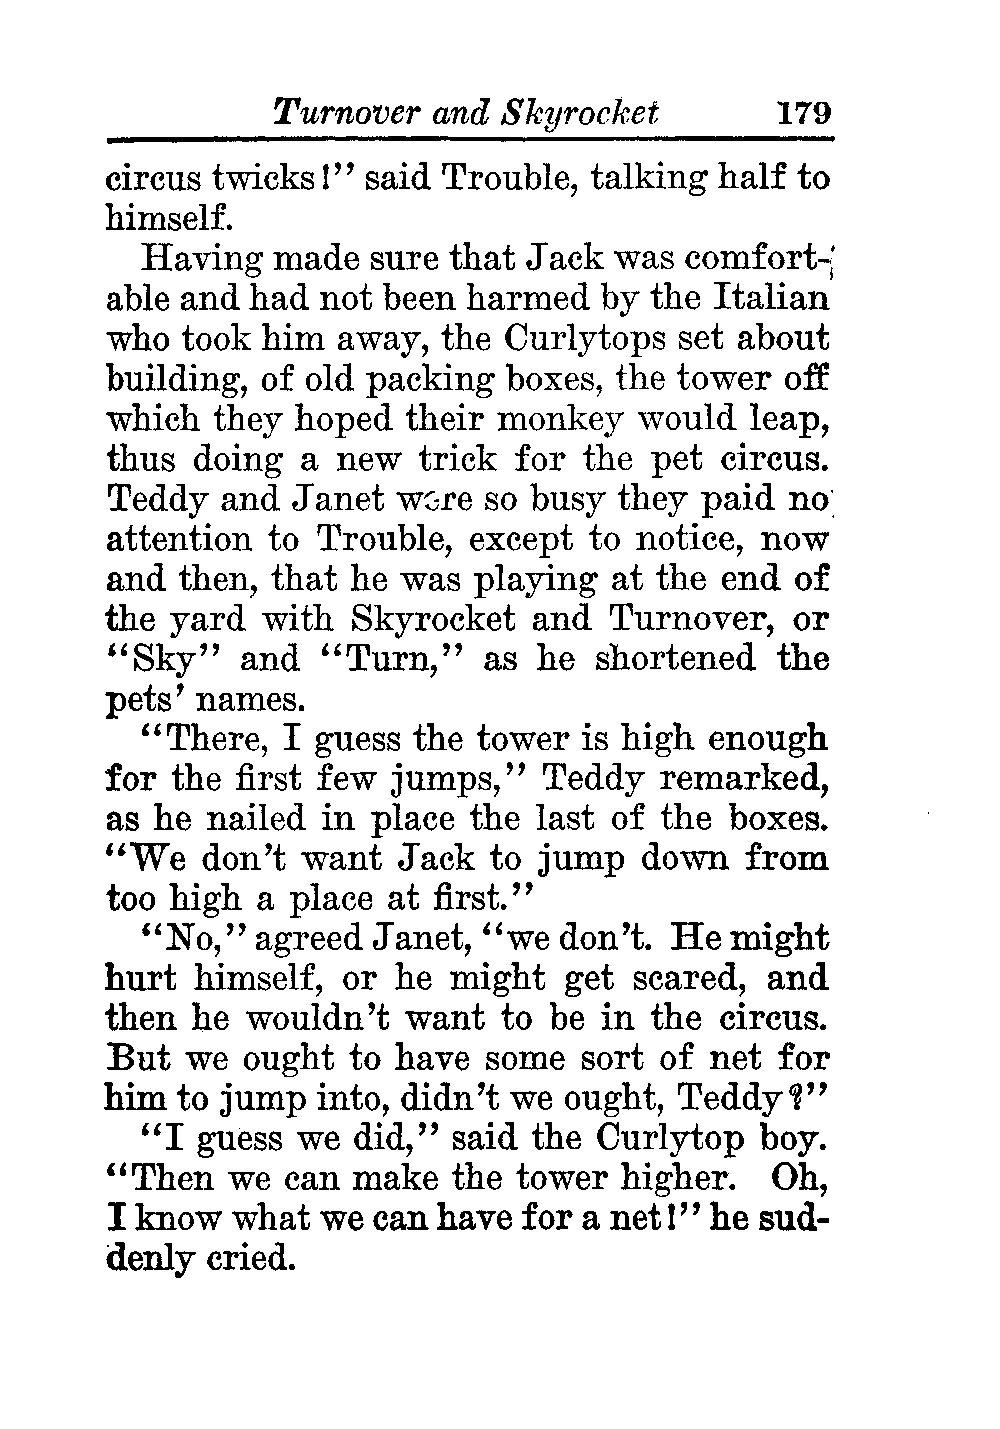 Turnover and Skyrocket 179
circus twicks!" said Trouble, talking half to
himself.
Having made sure that Jack was comfort-
able and had not been harmed by the Italian
who took him away, the Curlytops set about
building, of old packing boxes, the tower off
which they hoped their monkey would leap,
thus doing a new trick for the pet circus.
Teddy and Janet were so busy they paid no
attention to Trouble, except to notice, now
and then, that he was playing at the end of
the yard with Skyrocket and Turnover, or
"Sky" and "Turn," as he shortened the
pets' names.
"There, I guess the tower is high enough
for the first few jumps," Teddy remarked,
as he nailed in place the last of the boxes.
"We don't want Jack to jump down from
too high a place at first."
"No," agreed Janet, "we don't. He might
hurt himself, or he might get scared, and
then he wouldn't want to be in the circus.
But we ought to have some sort of net for
him to jump into, didn't we ought, Teddy?"
"I guess we did," said the Curlytop boy.
"Then we can make the tower higher. Oh,
I know what we can have for a net!" he sud-
denly cried.